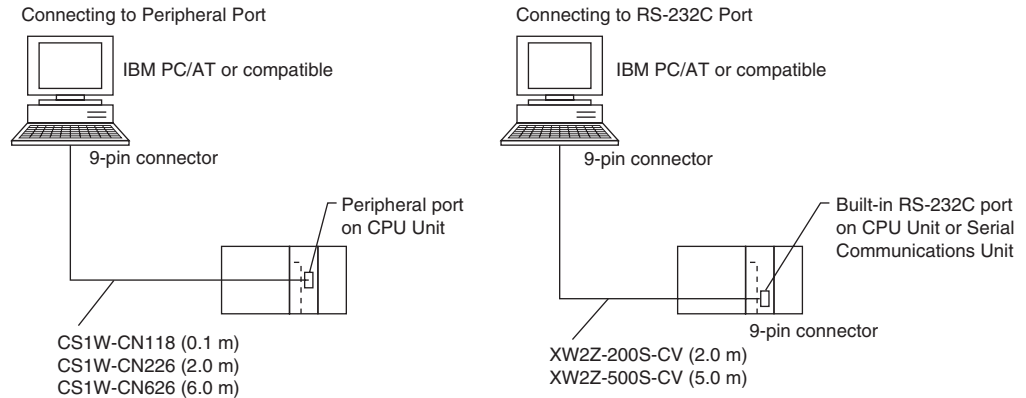 Connecting to Peripheral Port
IBM PC/AT or compatible
9-pin connector
Peripheral port
on CPU Unit
CS1W-CN118 (0.1 m)
CS1W-CN226 (2.0 m)
CS1W-CN626 (6.0 m)
Connecting to RS-232C Port
IBM PC/AT or compatible
9-pin connector
Built-in RS-232C port
on CPU Unit or Serial
Communications Unit
9-pin connector
XW2Z-200S-CV (2.0 m)
XW2Z-500S-CV (5.0 m)